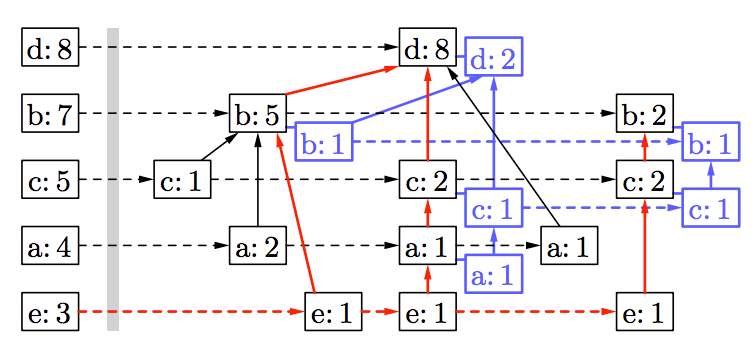 d: 8 d: 8 d: 2
b: 7 b: 5 b: 1 b: 2 b: 1
c: 5 c: 1 c: 2 c: 1 c: 2 c: 1
a: 4 a: 2 a: 1 a: 1 a: 1
e: 3 e: 1 e: 1 e: 1